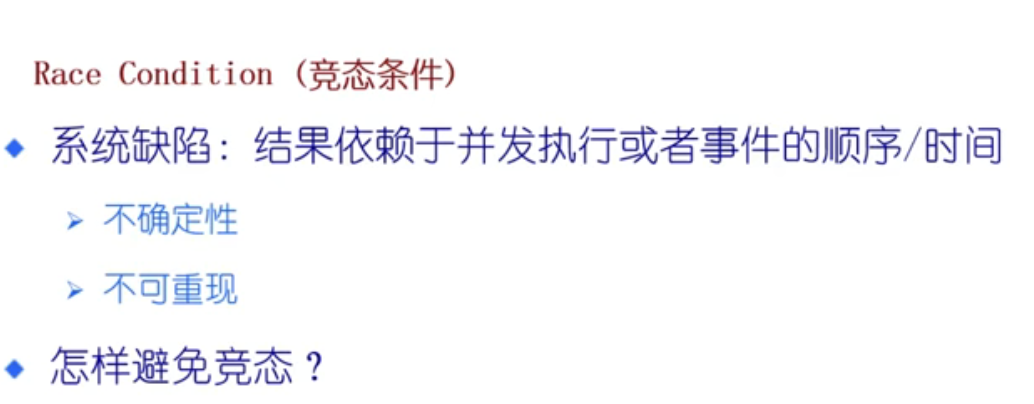 Race Condition (竞态条件)
系统缺陷：结果依赖于并发执行或者事件的顺序/时间
不确定性
不可重现
怎样避免竞态？